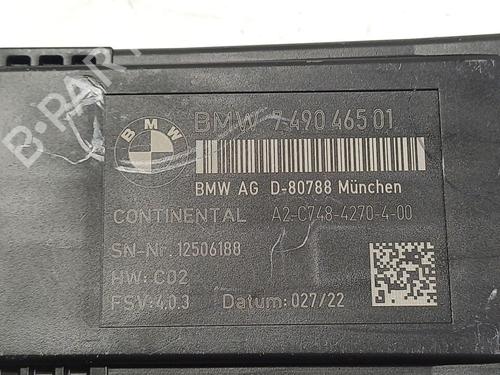 B-PARTS
BMW
BMW 7 490 465 01
BMW AG D-80788 München
CONTINENTAL A2-C748-4270-4-00
SN-Nr. 12506188
HW: C02
FSV: 4.0.3 Datum: 027/22